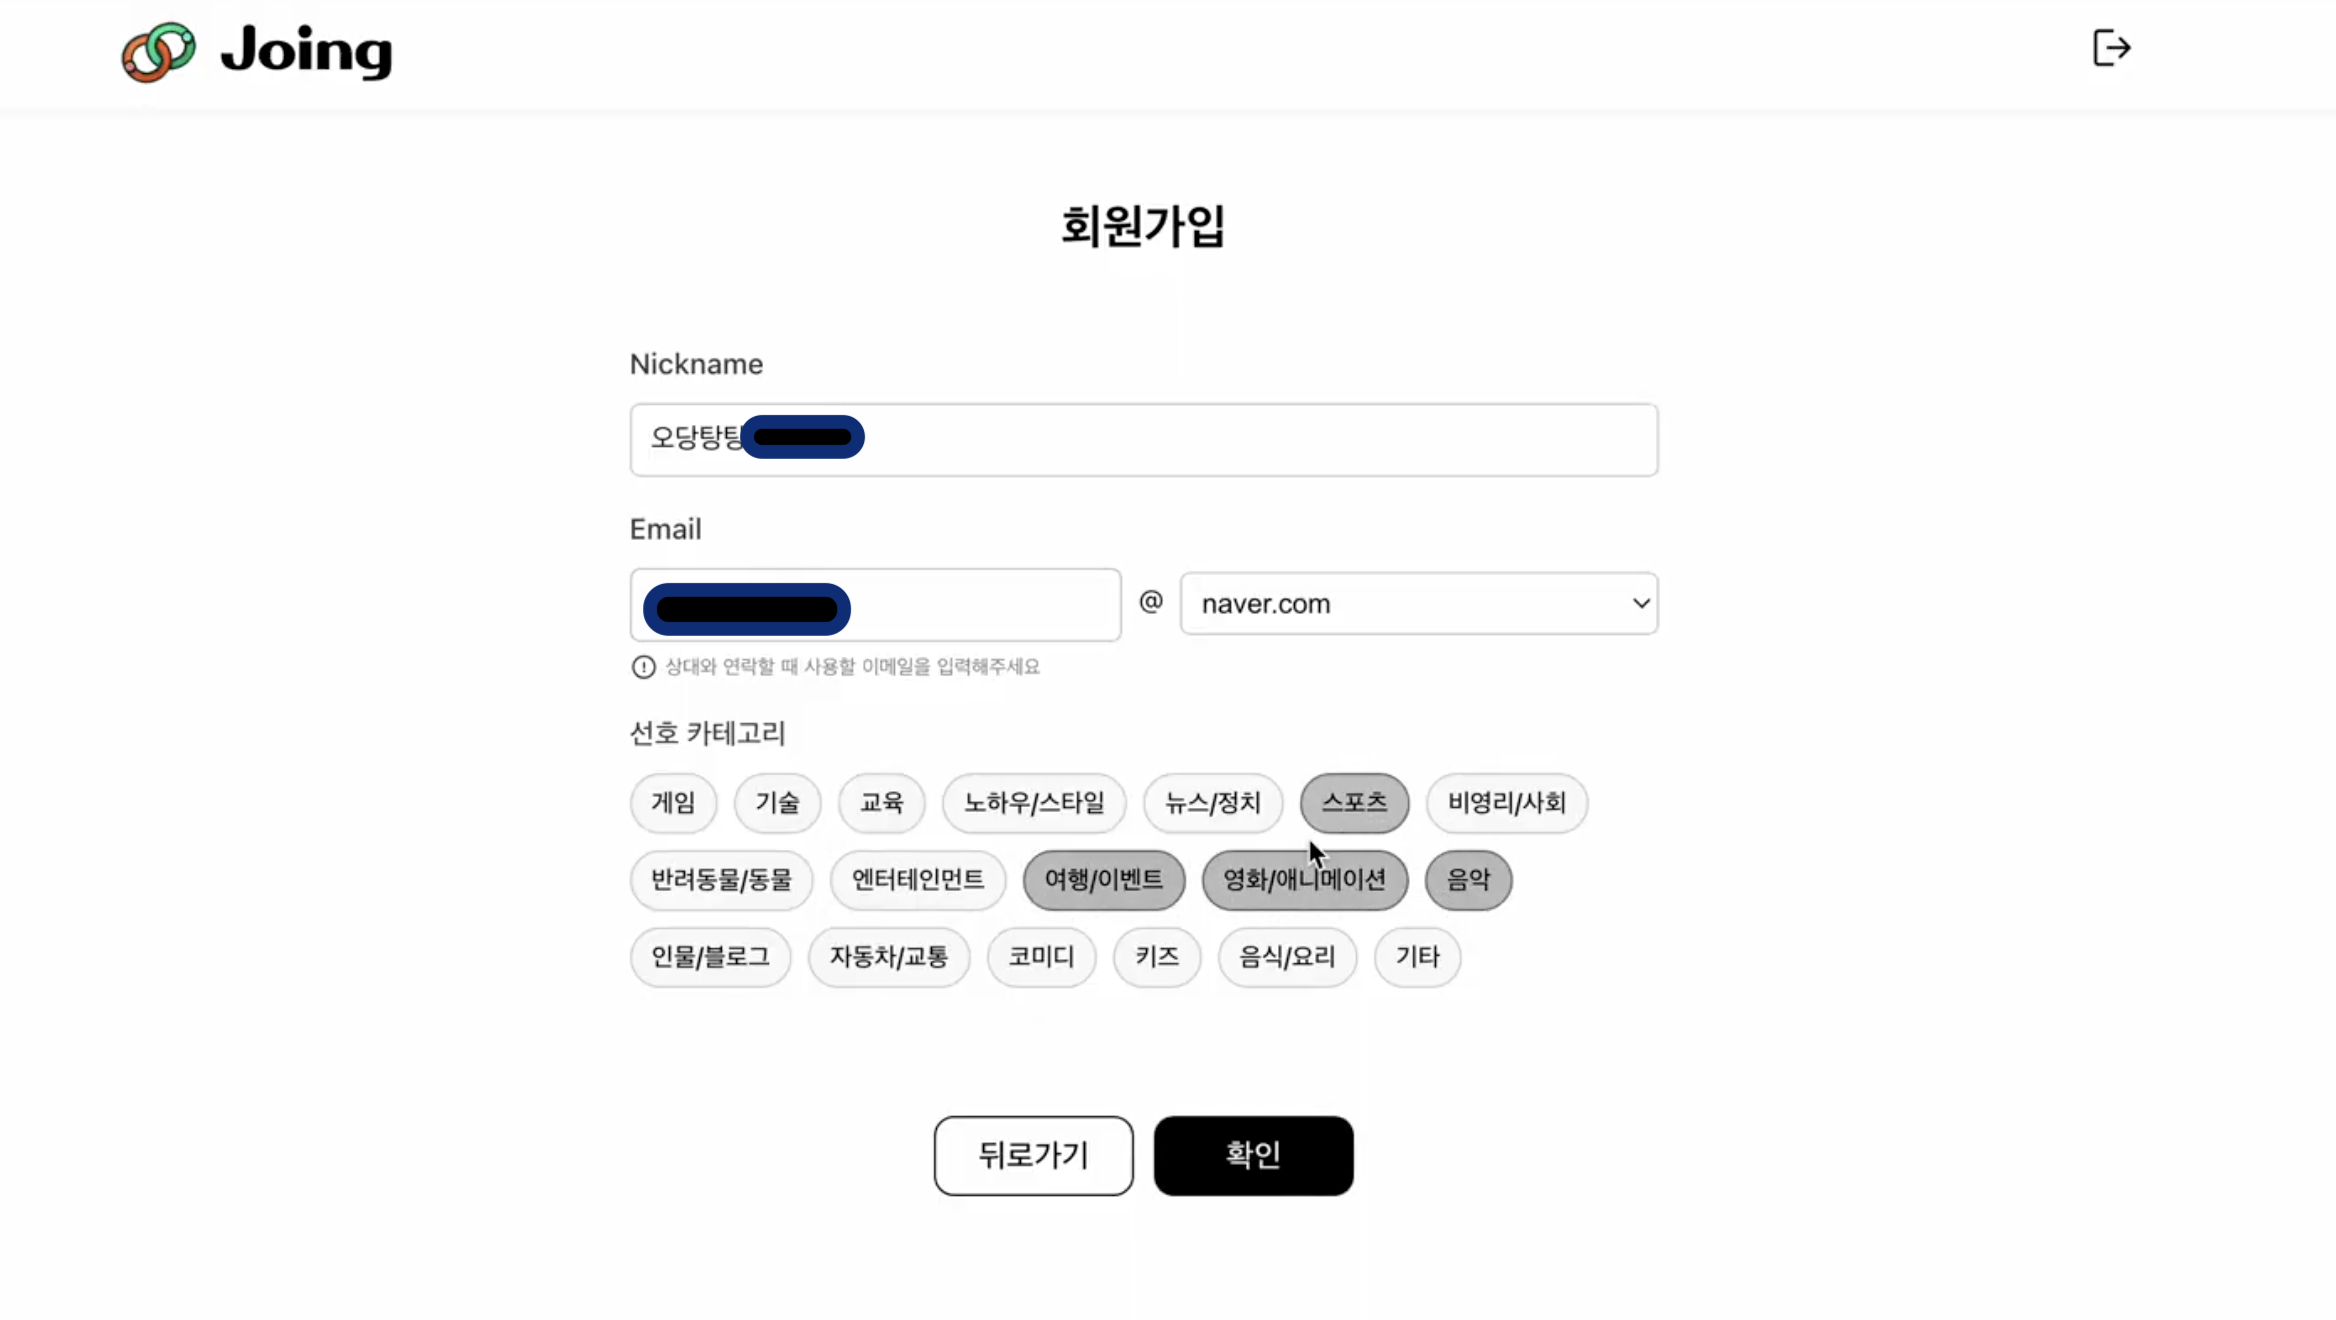 Joing
회원가입
Nickname
오당탕탕
Email
@ naver.com
상대와 연락할 때 사용할 이메일을 입력해주세요
선호 카테고리
게임 기술 교육 노하우/스타일 뉴스/정치 스포츠 비영리/사회
반려동물/동물 엔터테인먼트 여행/이벤트 영화/애니메이션 음악
인물/블로그 자동차/교통 코미디 키즈 음식/요리 기타
뒤로가기 확인